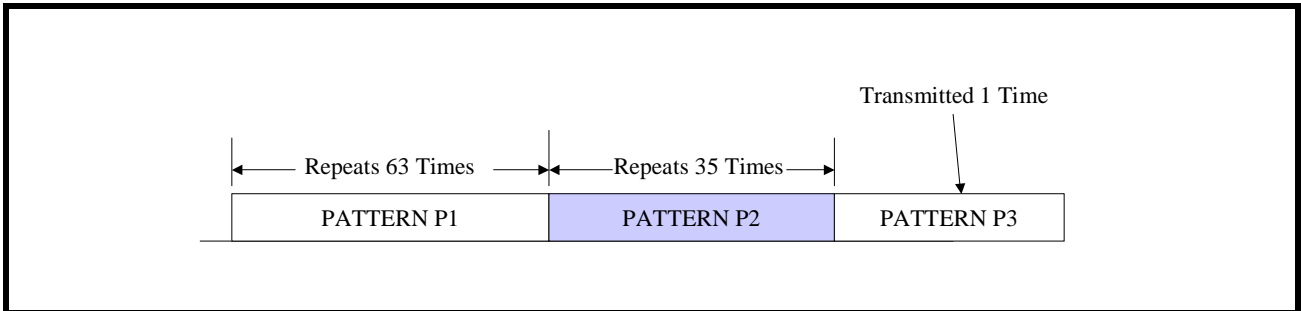 Transmitted 1 Time
Repeats 63 Times
Repeats 35 Times
PATTERN P1
PATTERN P2
PATTERN P3